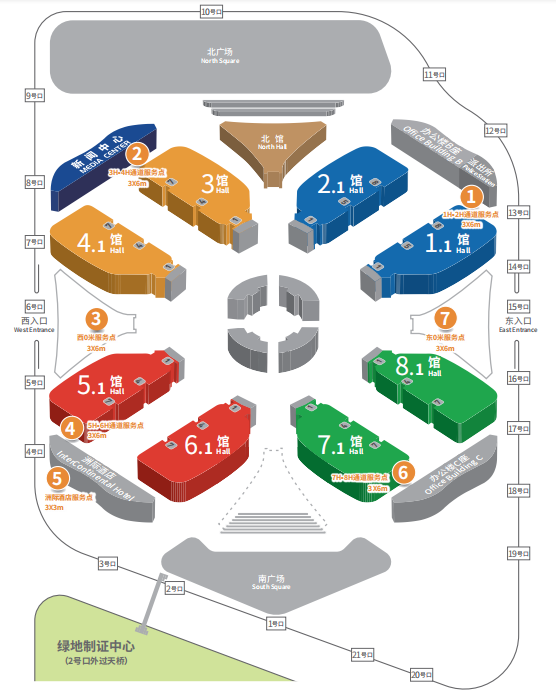 10号口
北广场
North Square
11号口
9号口
12号口
北 馆
North Hall
新 闻 中 心
MEDIA CENTER
办公楼B座
Office Building B
派出所
Police Station
2
3H-4H通道服务点
3X6m
3馆
Hall
2.1馆
Hall
1
1H-2H通道服务点
3X6m
8号口
13号口
7号口
4.1馆
Hall
1.1馆
Hall
14号口
6号口
西入口
West Entrance
3
西0米服务点
3X6m
7
东0米服务点
3X6m
15号口
东入口
East Entrance
5号口
5.1馆
Hall
8.1馆
Hall
16号口
4
5H-6H通道服务点
3X6m
17号口
4号口
6.1馆
Hall
7.1馆
Hall
洲际酒店
InterContinental Hotel
5
洲际酒店服务点
3X3m
7H-8H通道服务点
3X6m
6
办公楼C座
Office Building C
18号口
3号口
19号口
南广场
South Square
2号口
1号口
绿地制证中心
(2号口外过天桥)
21号口
20号口